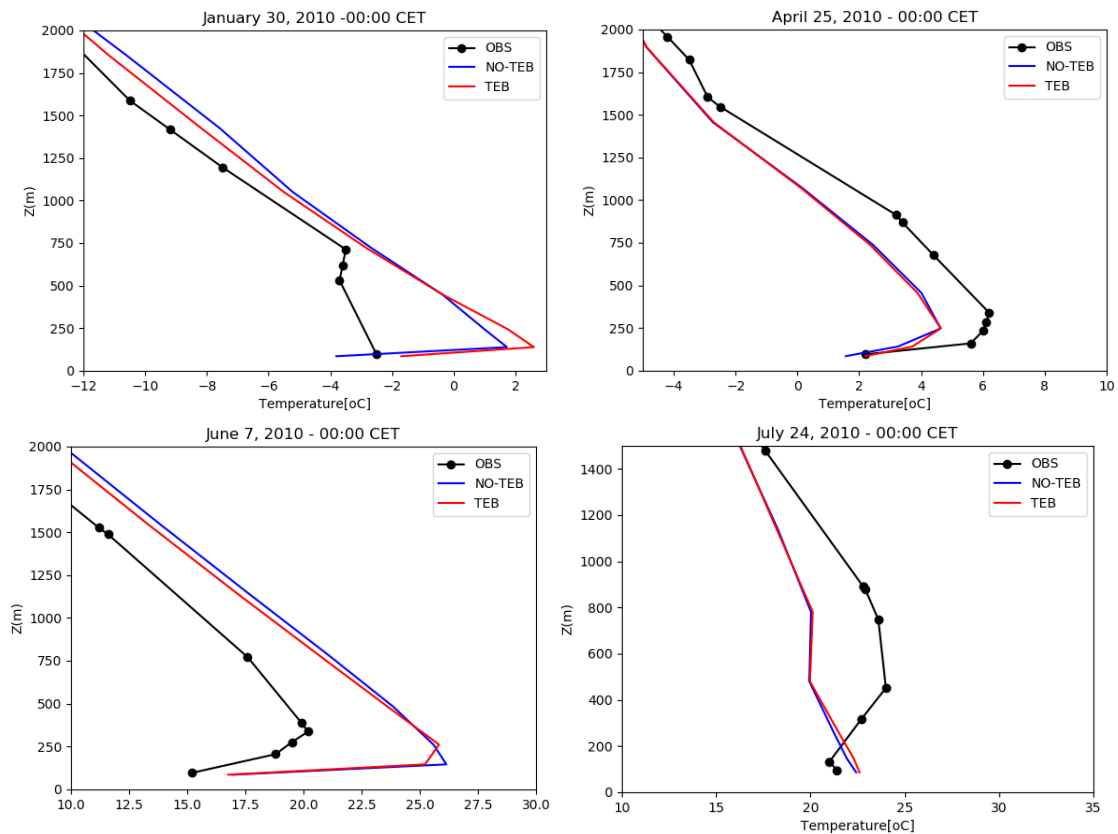 January 30, 2010 -00:00 CET
2000
1750
1500
1250
1000
750
500
250
0
Z(m)
OBS
NO-TEB
TEB
−12
−10
−8
−6
−4
−2
0
2
Temperature[oC]
April 25, 2010 - 00:00 CET
2000
1750
1500
1250
1000
750
500
250
0
Z(m)
OBS
NO-TEB
TEB
−4
−2
0
2
4
6
8
10
Temperature[oC]
June 7, 2010 - 00:00 CET
2000
1750
1500
1250
1000
750
500
250
0
Z(m)
OBS
NO-TEB
TEB
10.0
12.5
15.0
17.5
20.0
22.5
25.0
27.5
30.0
July 24, 2010 - 00:00 CET
1400
1200
1000
800
600
400
200
0
Z(m)
OBS
NO-TEB
TEB
10
15
20
25
30
35
Temperature[oC]